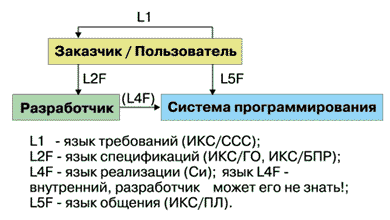 L1
Заказчик / Пользователь
L2F
L5F
Разработчик
(L4F)
Система программирования
L1 - язык требований (ИКС/ССС);
L2F - язык спецификаций (ИКС/ГО, ИКС/БПР);
L4F - язык реализации (Си); язык L4F -
внутренний, разработчик может его не знать!;
L5F - язык общения (ИКС/ПЛ).